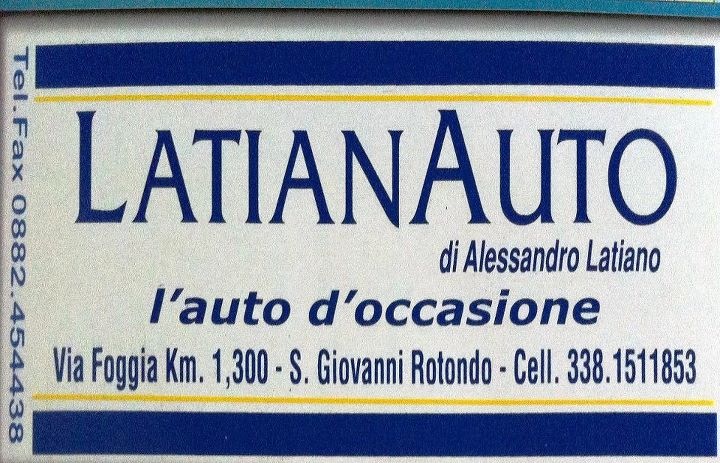 LATIANAUTO
di Alessandro Latiano
l'auto d'occasione
Via Foggia Km. 1,300 - S. Giovanni Rotondo - Cell. 338.1511853
Tel.Fax 0882.454438